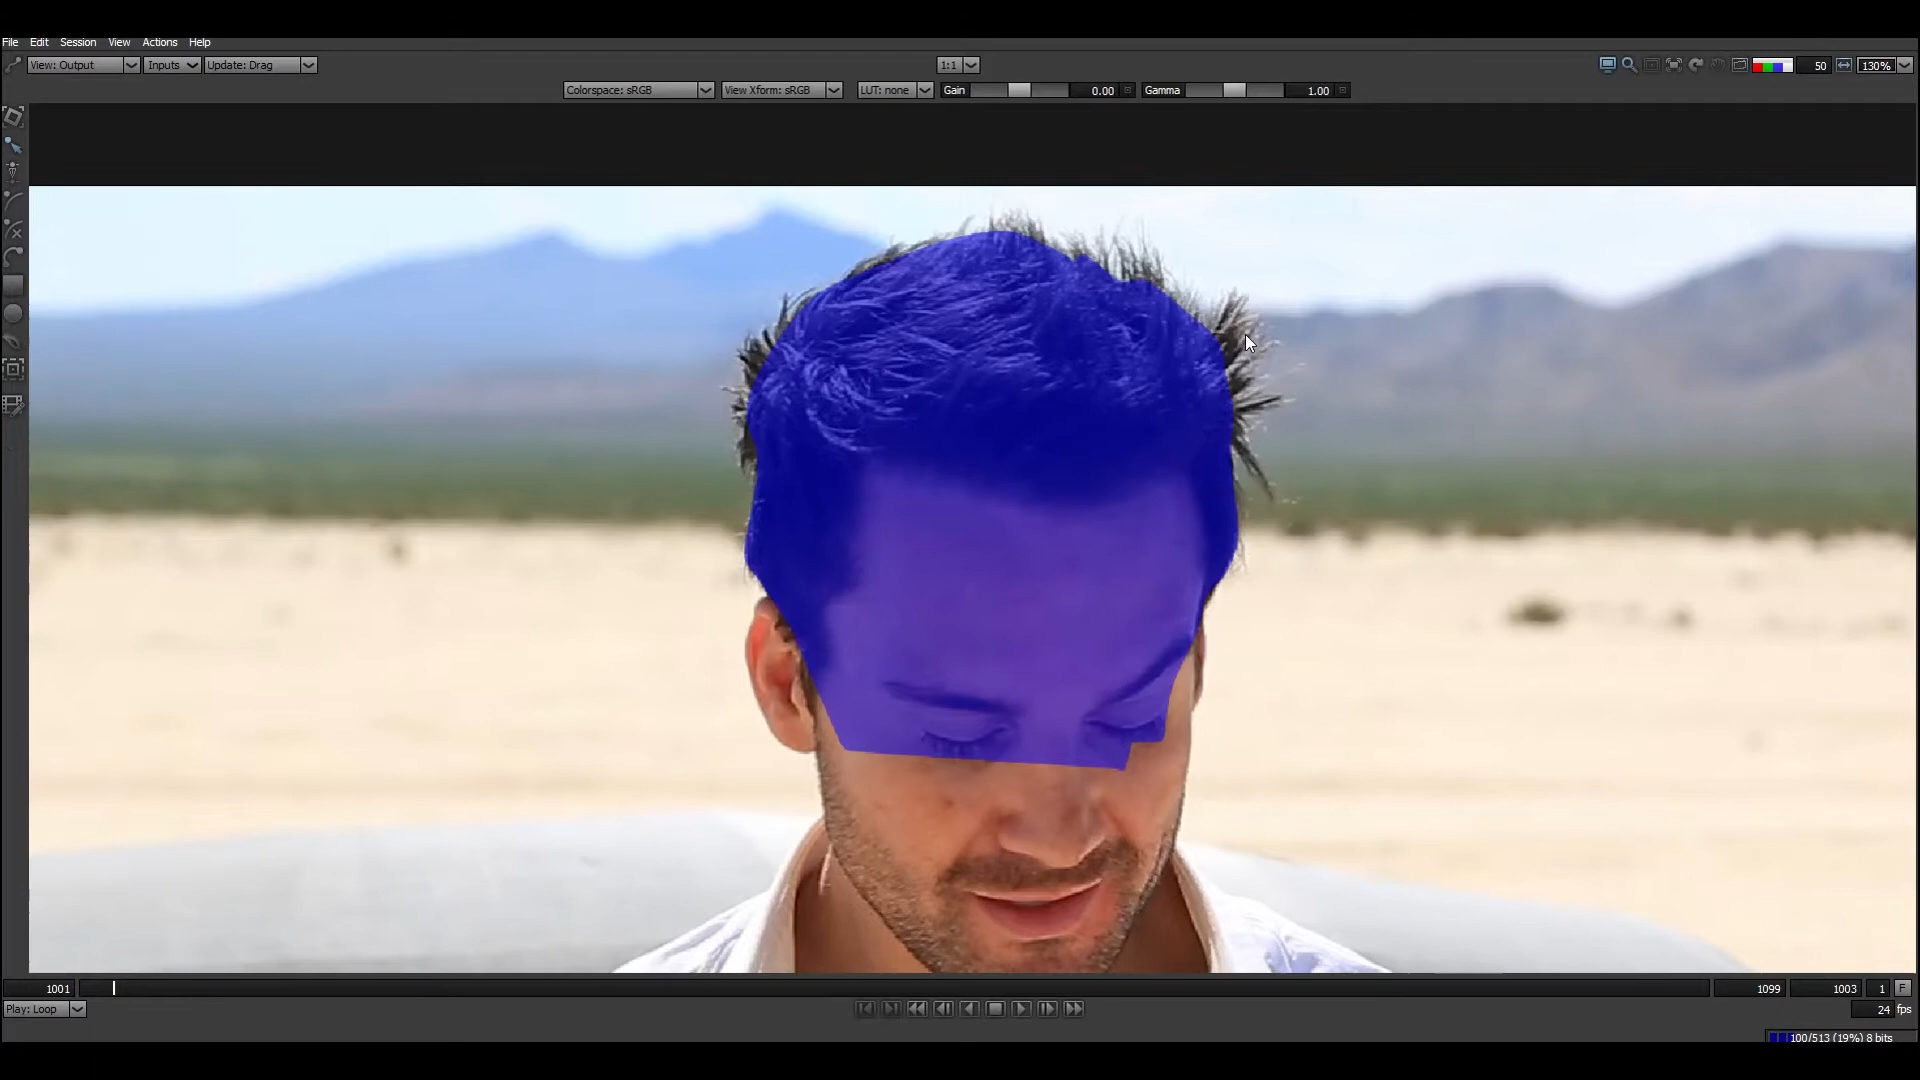 File Edit Session View Actions Help
View: Output Inputs Update: Drag 1:1 50 130%
Colorspace: sRGB View Xform: sRGB LUT: none Gain 0.00 Gamma 1.00
1001 1099 1003 1 F
Play: Loop 24 fps
100/513 (19%) 8 bits